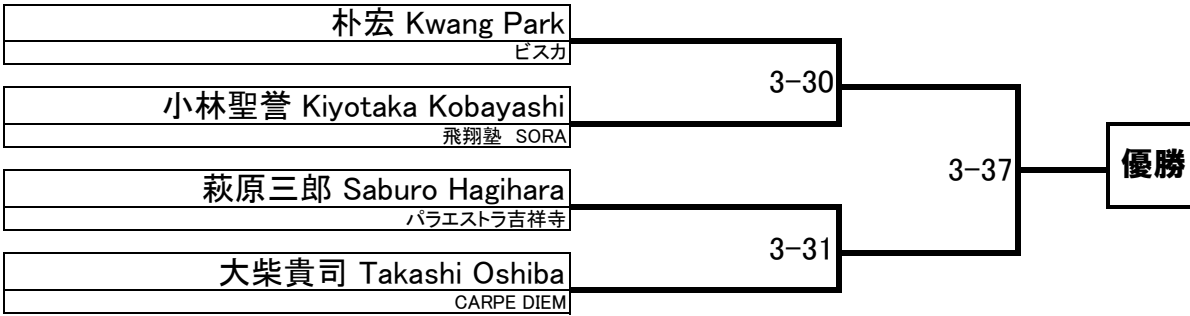 朴宏 Kwang Park
ビスカ
3-30
小林聖誉 Kiyotaka Kobayashi
飛翔塾 SORA
3-37
優勝
萩原三郎 Saburo Hagihara
パラエストラ吉祥寺
3-31
大柴貴司 Takashi Oshiba
CARPE DIEM